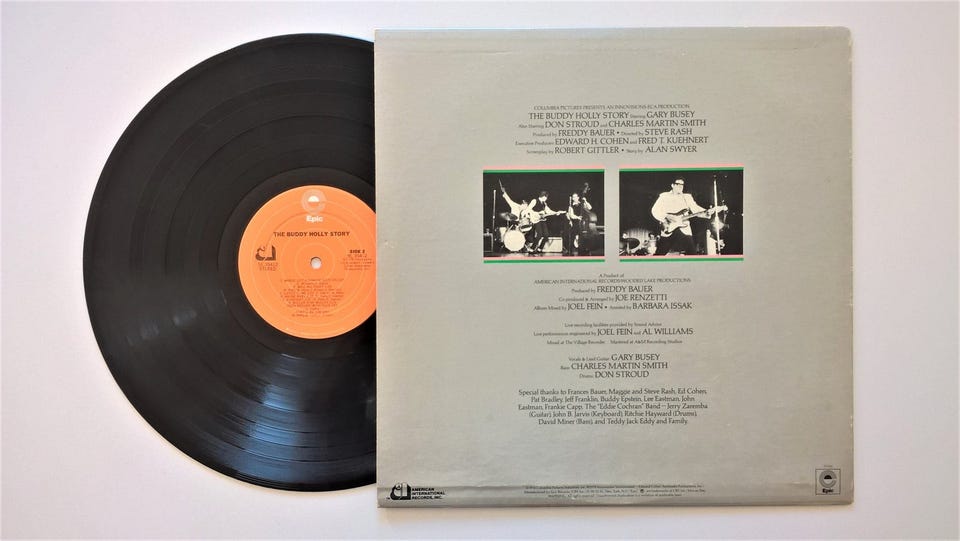 COLUMBIA PICTURES PRESENTS AN INNOVISIONS-ECA PRODUCTION
THE BUDDY HOLLY STORY Starring GARY BUSEY
Also Starring DON STROUD and CHARLES MARTIN SMITH
Produced by FREDDY BAUER • Directed by STEVE RASH
Executive Producers EDWARD H. COHEN and FRED T. KUEHNERT
Screenplay by ROBERT GITTLER • Story by ALAN SWYER
Epic
THE BUDDY HOLLY STORY
SIDE 2
STEREO
A Product of
AMERICAN INTERNATIONAL RECORDS/WOODED LAKE PRODUCTIONS
Produced by FREDDY BAUER
Co-produced & Arranged by JOE RENZETTI
Album Mixed by JOEL FEIN • Assisted by BARBARA ISSAK
Live recording facilities provided by Sound Advice
Live performances engineered by JOEL FEIN and AL WILLIAMS
Mixed at The Village Recorder Mastered at A&M Recording Studios
Vocals & Lead Guitar: GARY BUSEY
Bass: CHARLES MARTIN SMITH
Drums: DON STROUD
Special thanks to Frances Bauer, Maggie and Steve Rash, Ed Cohen,
Pat Bradley, Jeff Franklin, Buddy Epstein, Lee Eastman, John
Eastman, Frankie Capp, The "Eddie Cochran" Band—Jerry Zaremba
(Guitar) John B. Jarvis (Keyboard), Ritchie Hayward (Drums),
David Miner (Bass), and Teddy Jack Eddy and Family.
AMERICAN
INTERNATIONAL
RECORDS, INC.
Epic